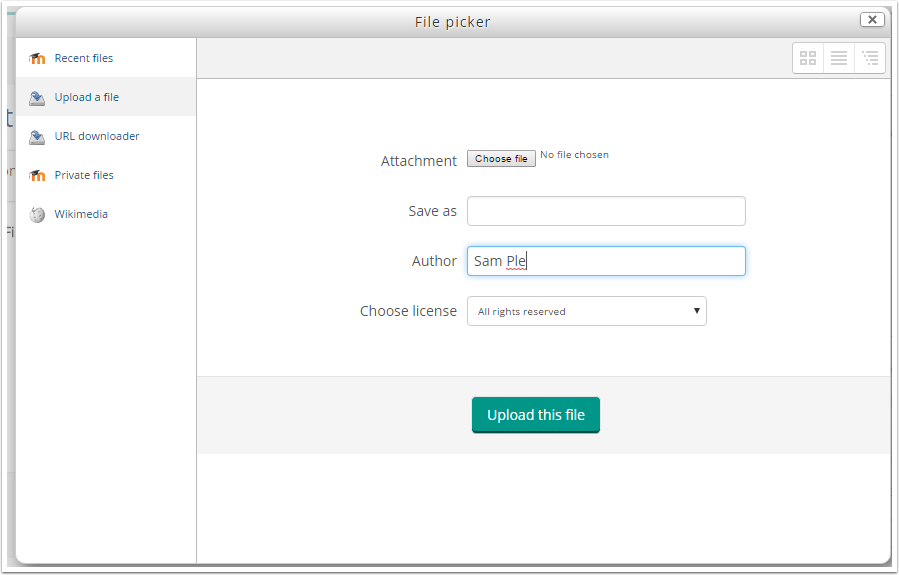 File picker
Recent files
Upload a file
URL downloader
Private files
Wikimedia
Attachment Choose file No file chosen
Save as
Author Sam Ple
Choose license All rights reserved
Upload this file